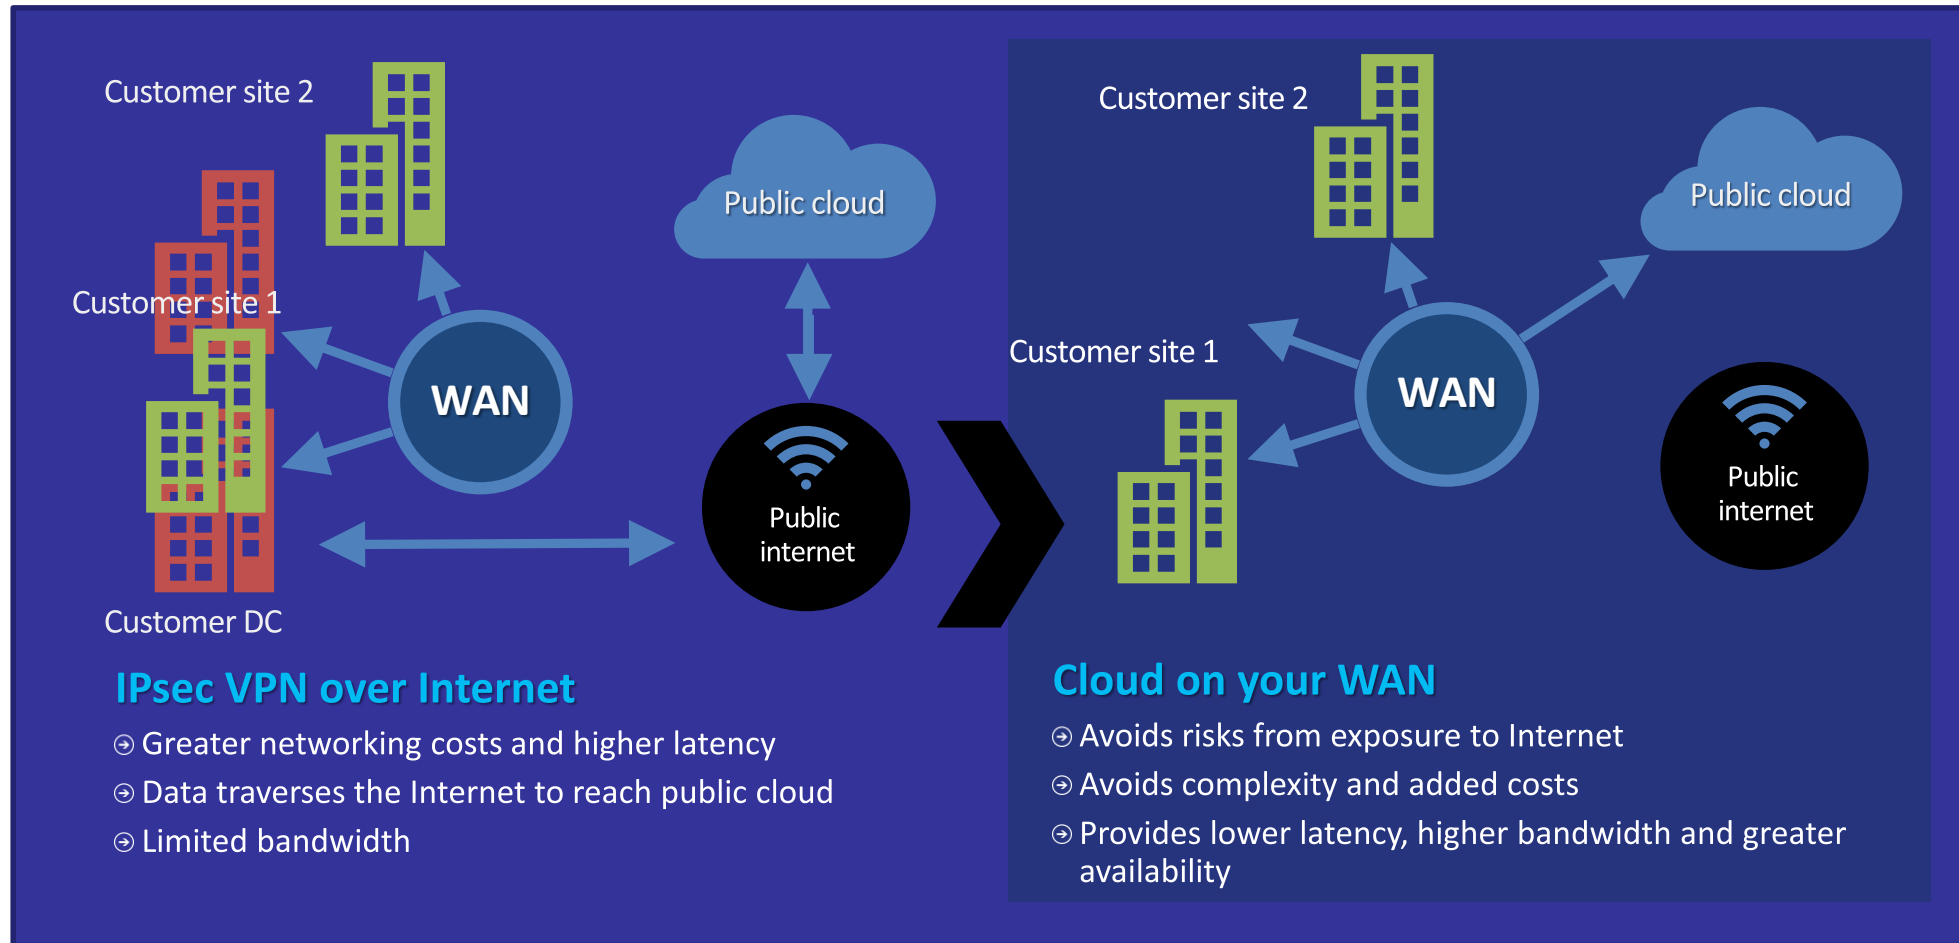 Customer site 2
Public cloud
Customer site 1
WAN
Public
internet
Customer DC
IPsec VPN over Internet
Greater networking costs and higher latency
Data traverses the Internet to reach public cloud
Limited bandwidth
Customer site 2
Public cloud
Customer site 1
WAN
Public
internet
Cloud on your WAN
Avoids risks from exposure to Internet
Avoids complexity and added costs
Provides lower latency, higher bandwidth and greater
availability